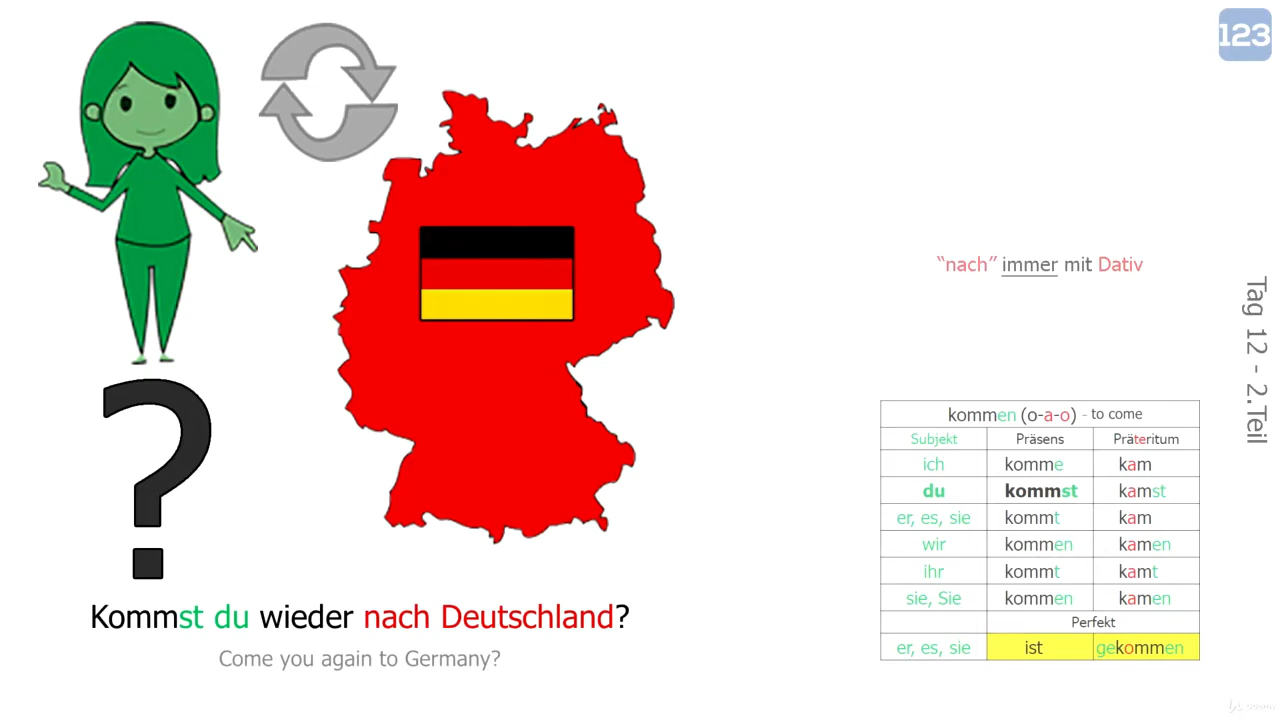 123
"nach" immer mit Dativ
Tag 12 - 2.Teil
kommen (o-a-o) - to come
Subjekt Präsens Präteritum
ich komme kam
du kommst kamst
er, es, sie kommt kam
wir kommen kamen
ihr kommt kamt
sie, Sie kommen kamen
Perfekt
er, es, sie ist gekommen
Kommst du wieder nach Deutschland?
Come you again to Germany?